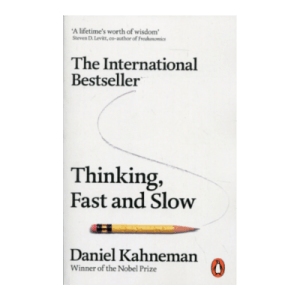 'A lifetime's worth of wisdom'
Steven D. Levitt, co-author of Freakonomics
The International
Bestseller
Thinking,
Fast and Slow
Daniel Kahneman
Winner of the Nobel Prize